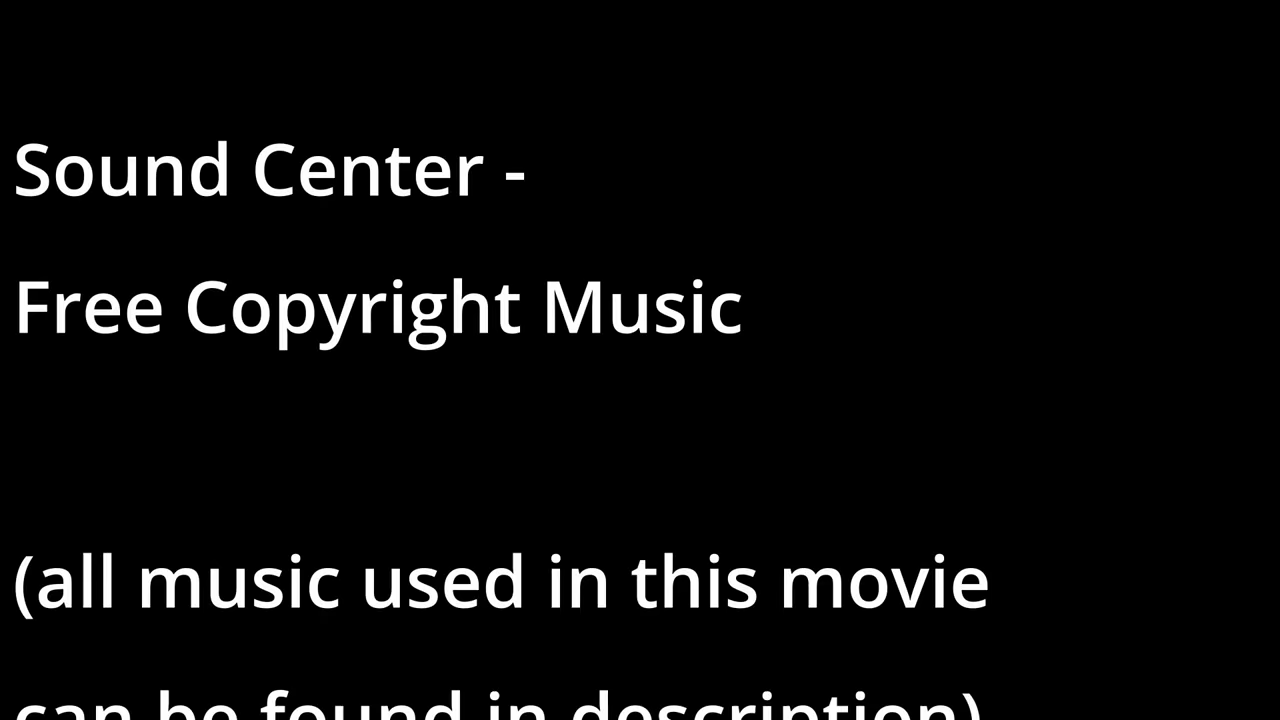 Sound Center -
Free Copyright Music
(all music used in this movie
can be found in description)